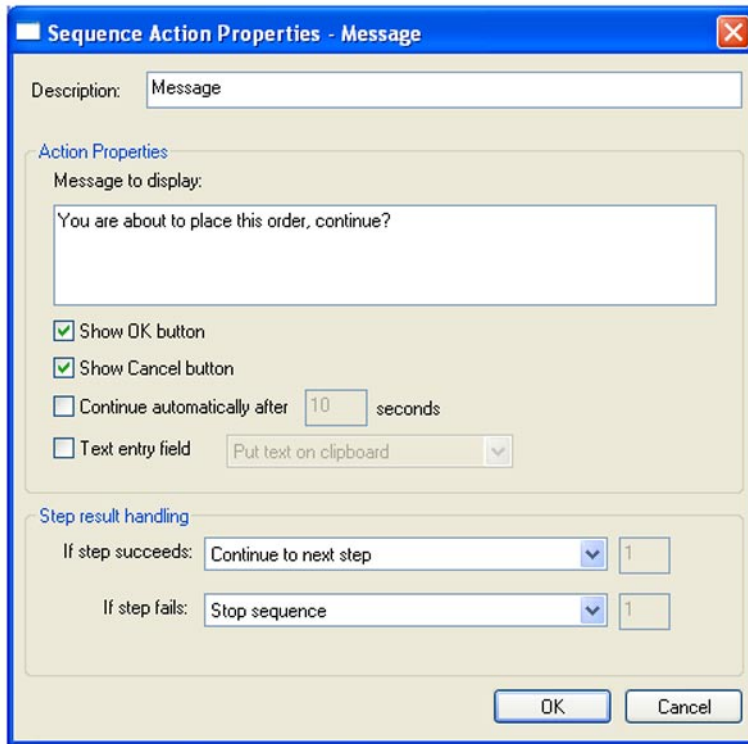 Sequence Action Properties - Message
Description: Message
Action Properties
Message to display:
You are about to place this order, continue?
Show OK button
Show Cancel button
Continue automatically after 10 seconds
Text entry field Put text on clipboard
Step result handling
If step succeeds: Continue to next step 1
If step fails: Stop sequence 1
OK Cancel